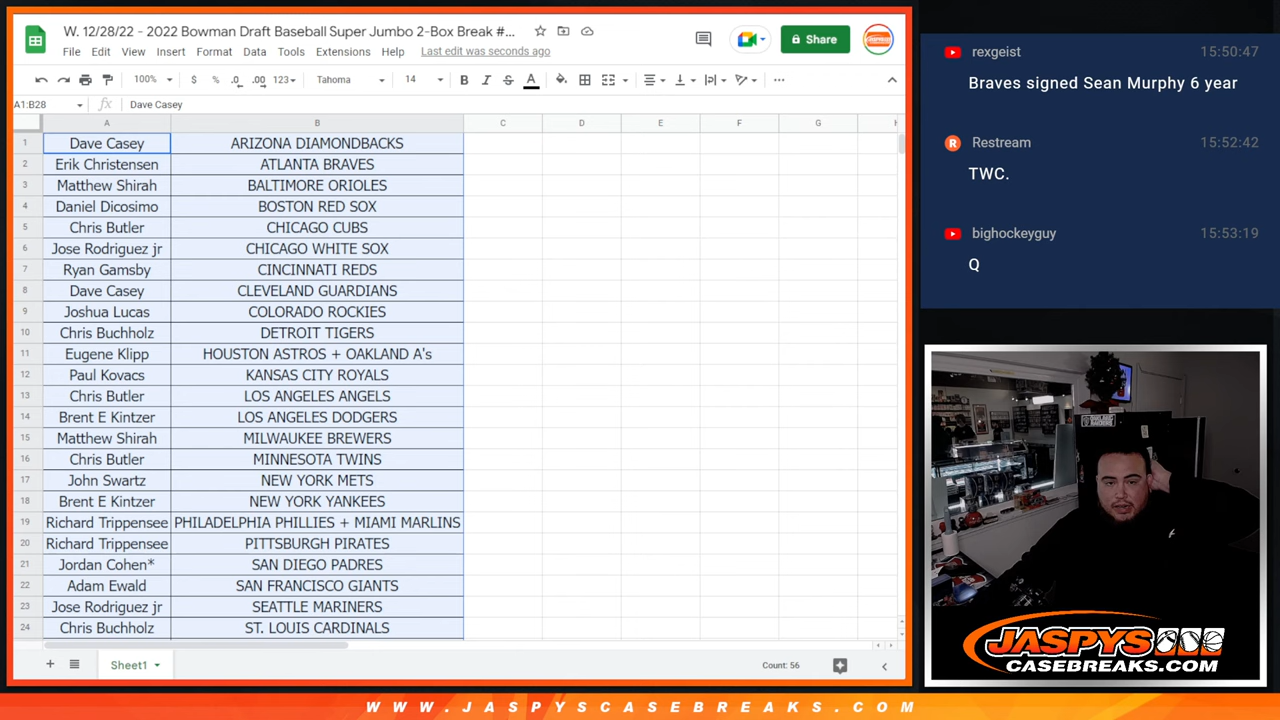 W. 12/28/22 - 2022 Bowman Draft Baseball Super Jumbo 2-Box Break #...
File Edit View Insert Format Data Tools Extensions Help Last edit was seconds ago
Share
100% $ % .0 .00 123 Tahoma 14 B I S A
A1:B28 fx Dave Casey
A B C D E F G H
1 Dave Casey ARIZONA DIAMONDBACKS
2 Erik Christensen ATLANTA BRAVES
3 Matthew Shirah BALTIMORE ORIOLES
4 Daniel Dicosimo BOSTON RED SOX
5 Chris Butler CHICAGO CUBS
6 Jose Rodriguez jr CHICAGO WHITE SOX
7 Ryan Gamsby CINCINNATI REDS
8 Dave Casey CLEVELAND GUARDIANS
9 Joshua Lucas COLORADO ROCKIES
10 Chris Buchholz DETROIT TIGERS
11 Eugene Klipp HOUSTON ASTROS + OAKLAND A's
12 Paul Kovacs KANSAS CITY ROYALS
13 Chris Butler LOS ANGELES ANGELS
14 Brent E Kintzer LOS ANGELES DODGERS
15 Matthew Shirah MILWAUKEE BREWERS
16 Chris Butler MINNESOTA TWINS
17 John Swartz NEW YORK METS
18 Brent E Kintzer NEW YORK YANKEES
19 Richard Trippensee PHILADELPHIA PHILLIES + MIAMI MARLINS
20 Richard Trippensee PITTSBURGH PIRATES
21 Jordan Cohen* SAN DIEGO PADRES
22 Adam Ewald SAN FRANCISCO GIANTS
23 Jose Rodriguez jr SEATTLE MARINERS
24 Chris Buchholz ST. LOUIS CARDINALS
Sheet1
Count: 56
rexgeist 15:50:47
Braves signed Sean Murphy 6 year
Restream 15:52:42
TWC.
bighockeyguy 15:53:19
Q
JASPYS
CASEBREAKS.COM
WWW.JASPYSCASEBREAKS.COM